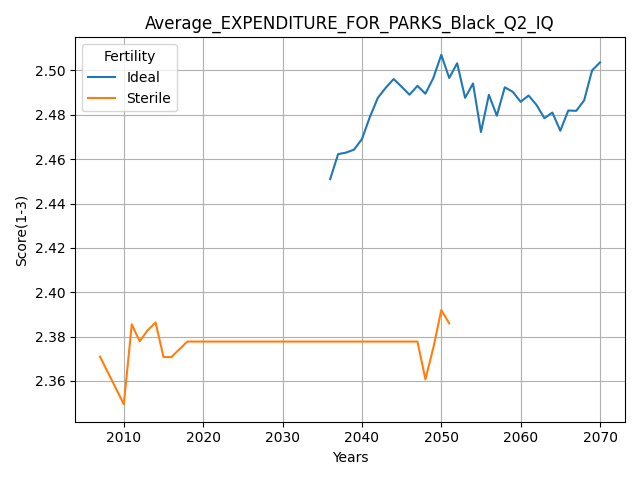 Average_EXPENDITURE_FOR_PARKS_Black_Q2_IQ
Fertility
Ideal
Sterile
Score(1-3)
2.50
2.48
2.46
2.44
2.42
2.40
2.38
2.36
2010 2020 2030 2040 2050 2060 2070
Years